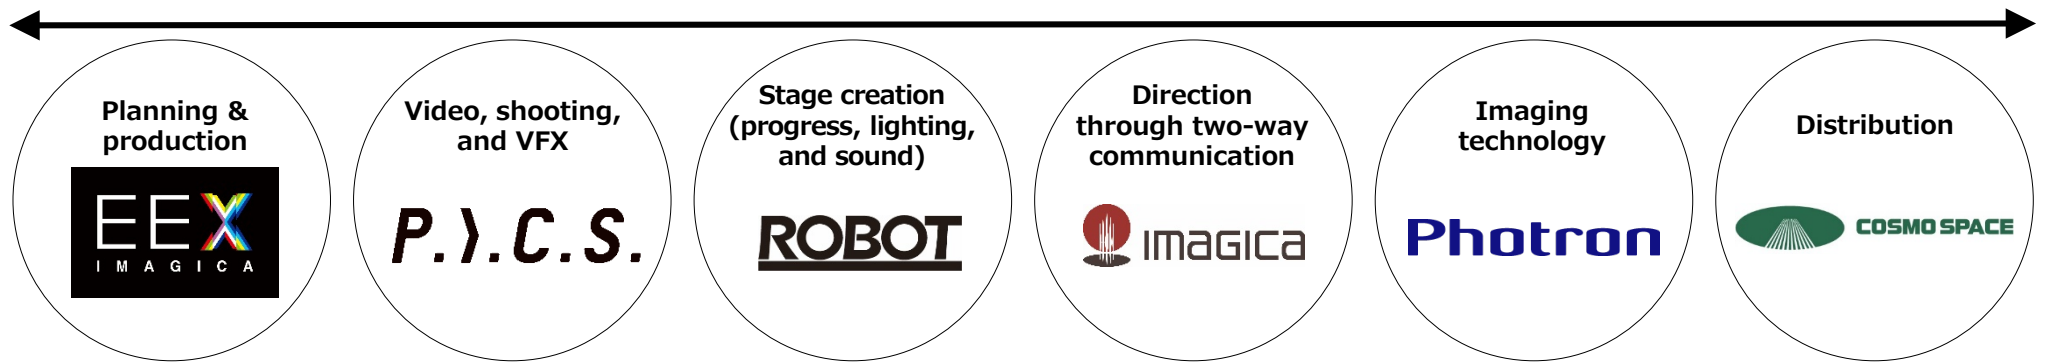 Planning &
production
EEX
IMAGICA
Video, shooting,
and VFX
P.I.C.S.
Stage creation
(progress, lighting,
and sound)
ROBOT
Direction
through two-way
communication
IMAGICA
Imaging
technology
Photron
Distribution
COSMO SPACE